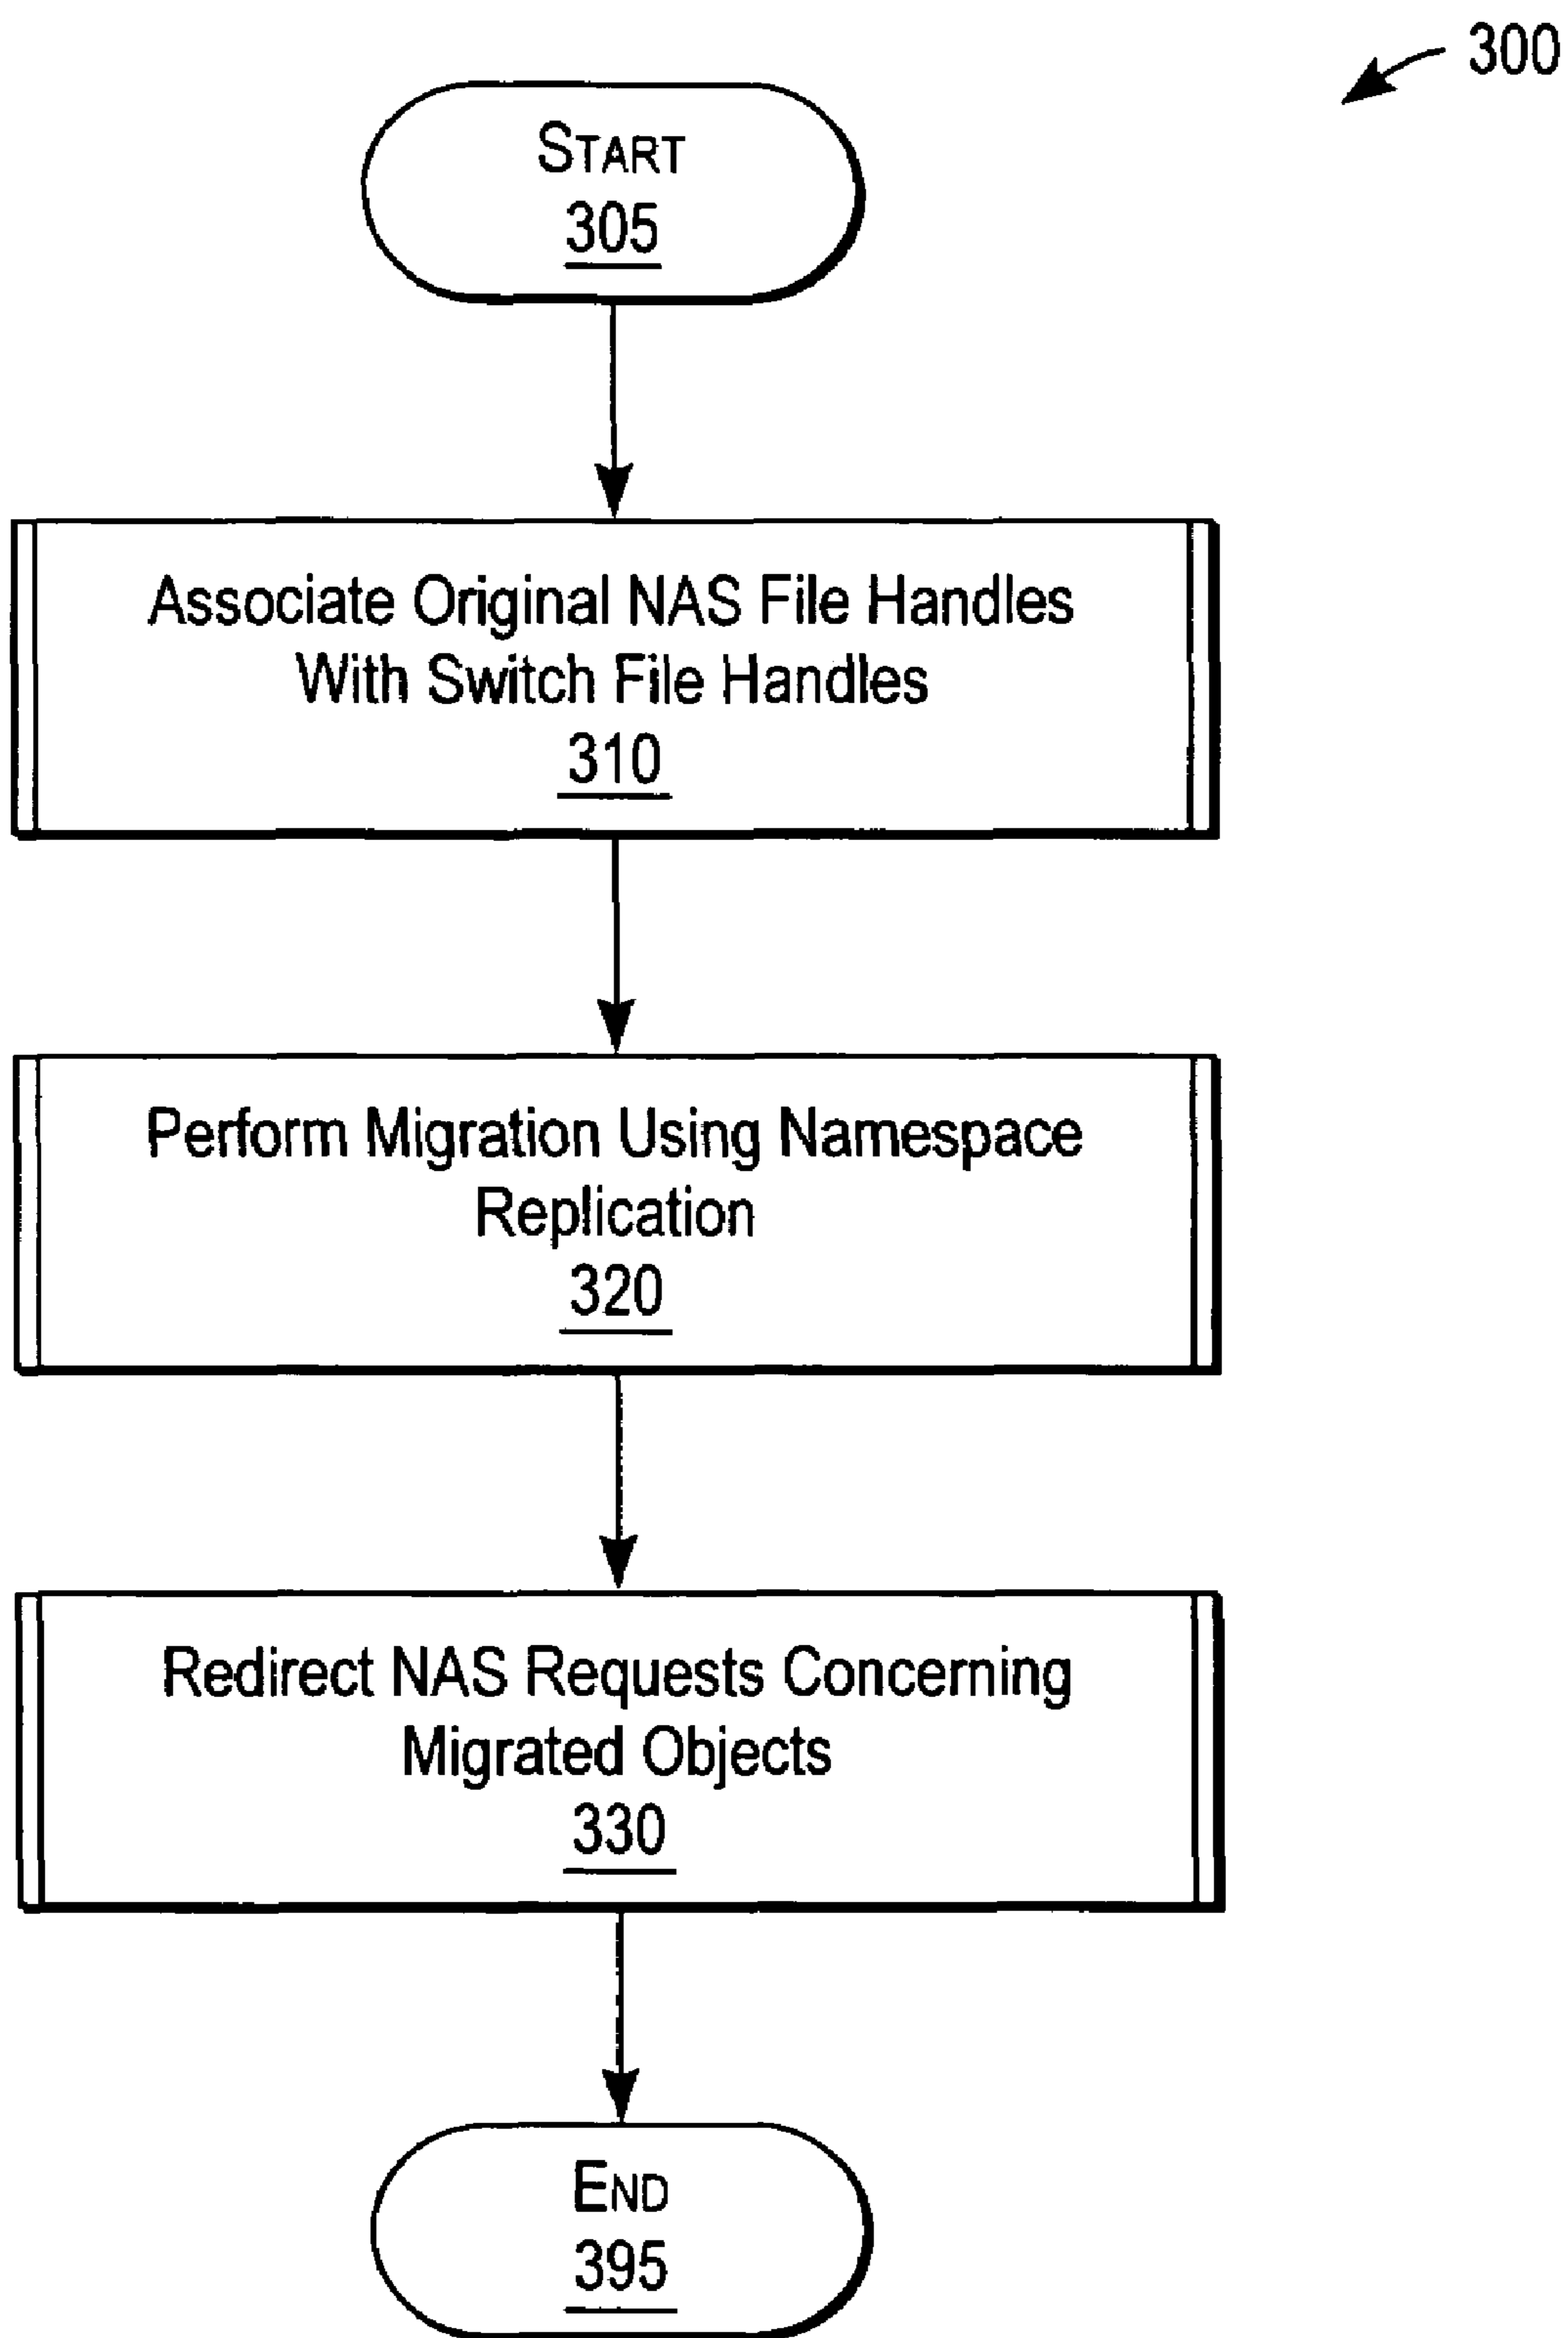 300
START
305
Associate Original NAS File Handles
With Switch File Handles
310
Perform Migration Using Namespace
Replication
320
Redirect NAS Requests Concerning
Migrated Objects
330
END
395